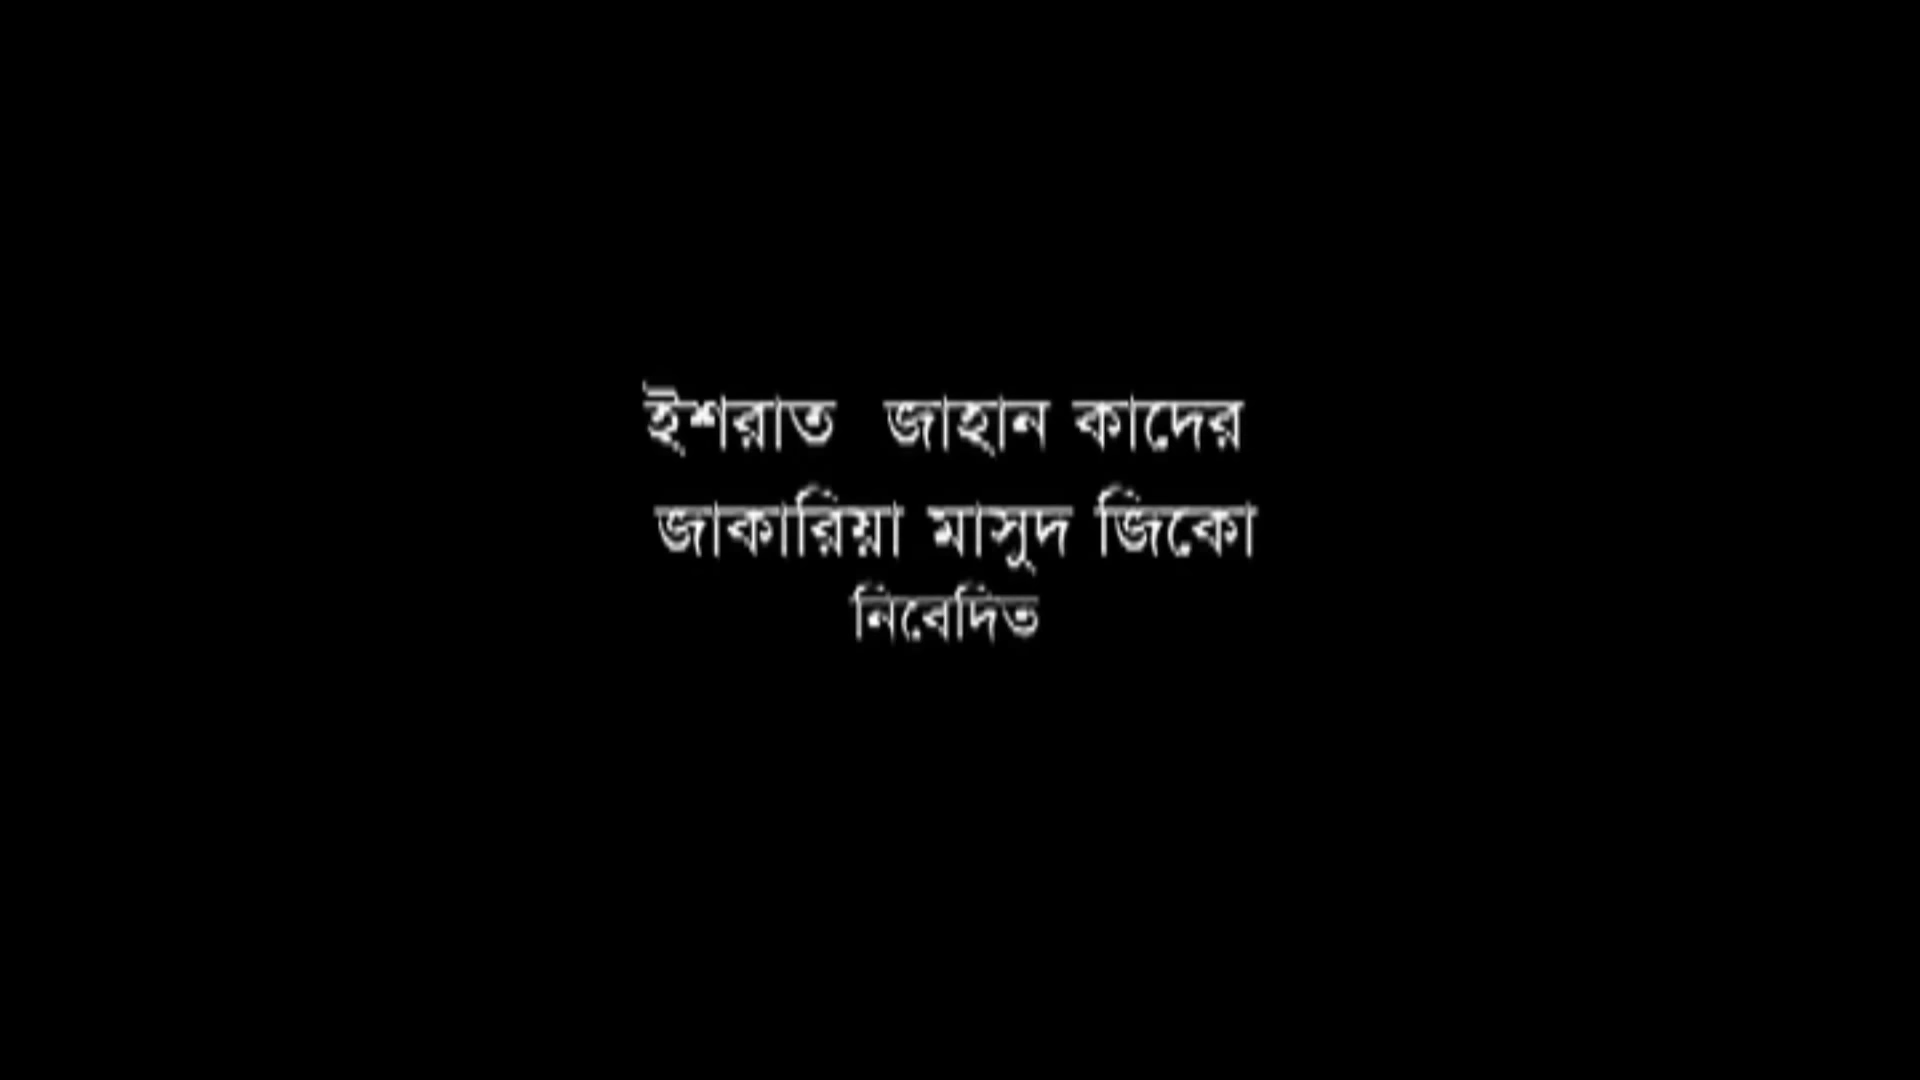 ইশরাত জাহান কাদের
জাকারিয়া মাসুদ জিকো
নিবেদিত